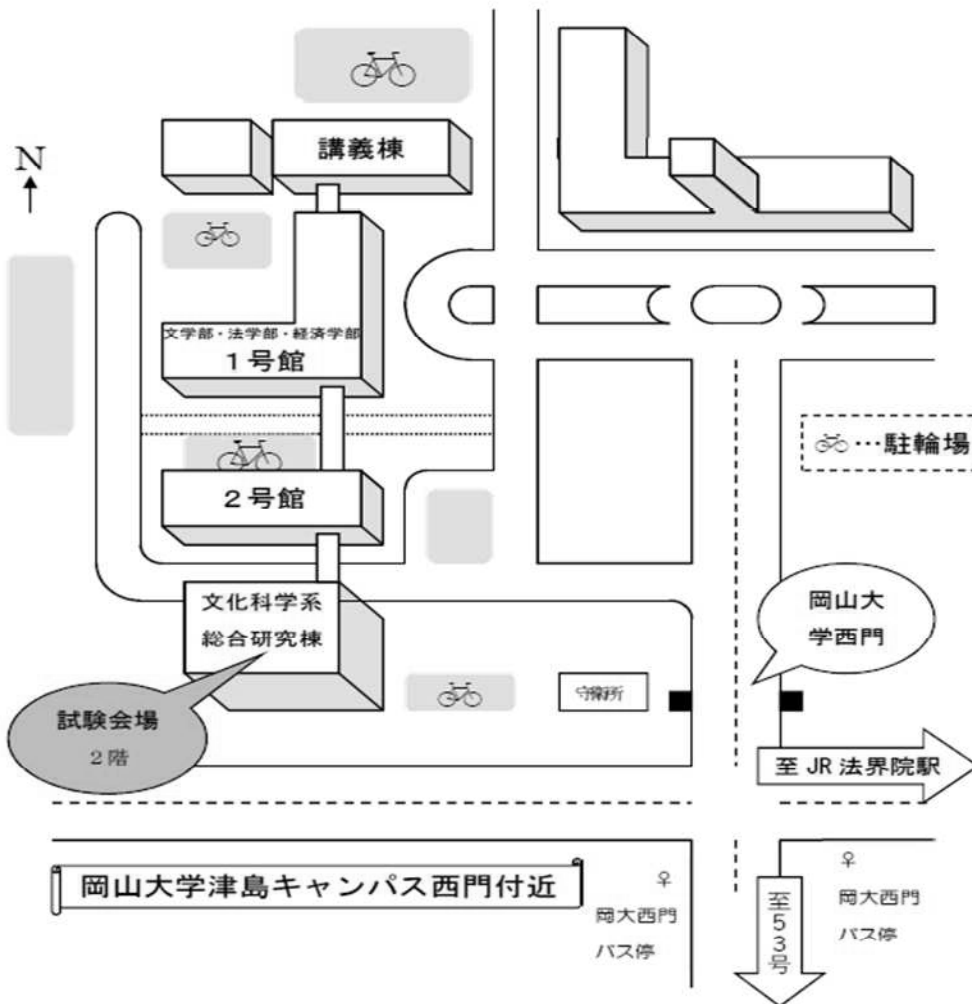 講義棟
N
文学部・法学部・経済学部
1号館
…駐輪場
2号館
文化科学系
総合研究棟
岡山大
学西門
守衛所
試験会場
2階
至 JR 法界院駅
岡山大学津島キャンパス西門付近
岡大西門
バス停
至53号
岡大西門
バス停